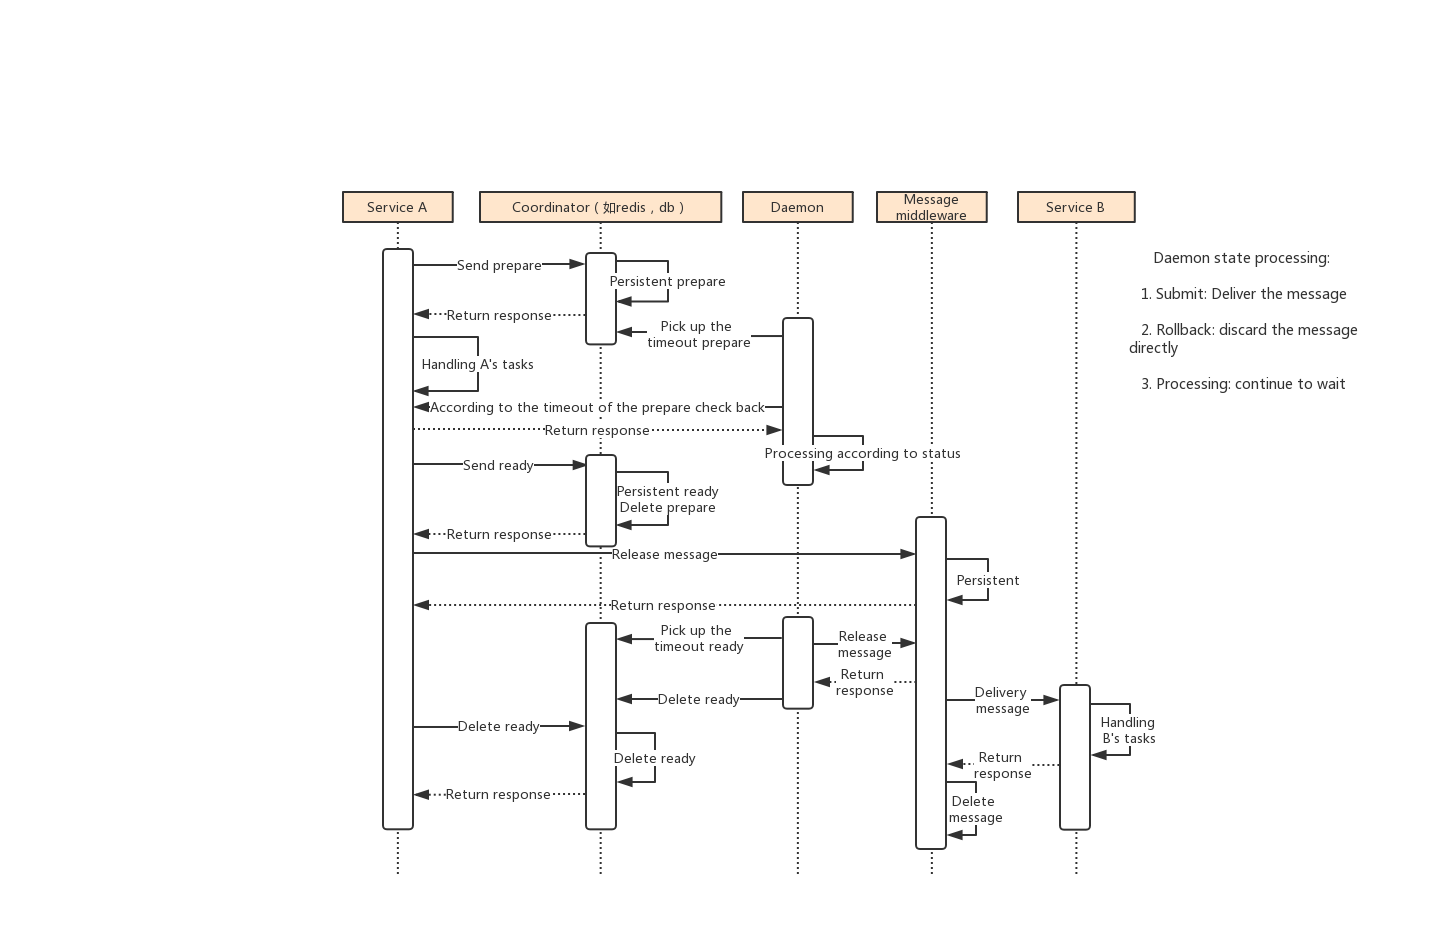 Service A
Coordinator ( 如redis , db )
Daemon
Message
middleware
Service B
Daemon state processing:
1. Submit: Deliver the message
2. Rollback: discard the message
directly
3. Processing: continue to wait
Send prepare
Persistent prepare
Return response
Pick up the
timeout prepare
Handling A's tasks
According to the timeout of the prepare check back
Return response
Processing according to status
Send ready
Persistent ready
Delete prepare
Return response
Release message
Persistent
Return response
Pick up the
timeout ready
Release
message
Return
response
Delete ready
Delivery
message
Delete ready
Handling
B's tasks
Delete ready
Return
response
Return response
Delete
message